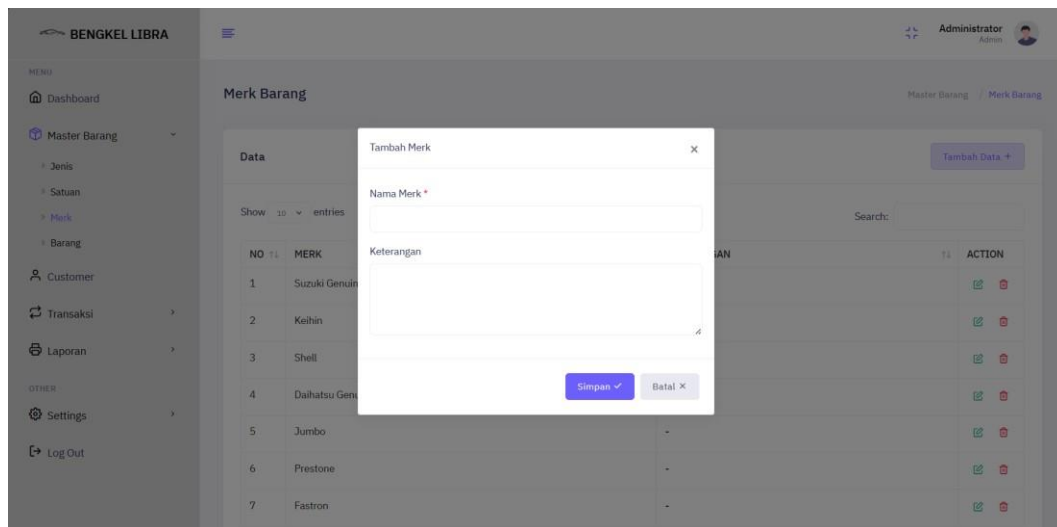 BENGKEL LIBRA
Administrator
Admin
MENU
Dashboard
Master Barang
Jenis
Satuan
Merk
Barang
Customer
Transaksi
Laporan
OTHER
Settings
Log Out
Merk Barang
Master Barang / Merk Barang
Data
Tambah Data +
Show 10 entries
Search:
NO MERK GAN ACTION
1 Suzuki Genuin
2 Keihin
3 Shell
4 Daihatsu Genu
5 Jumbo -
6 Prestone -
7 Fastron -
Tambah Merk ×
Nama Merk *
Keterangan
Simpan ✓ Batal ×